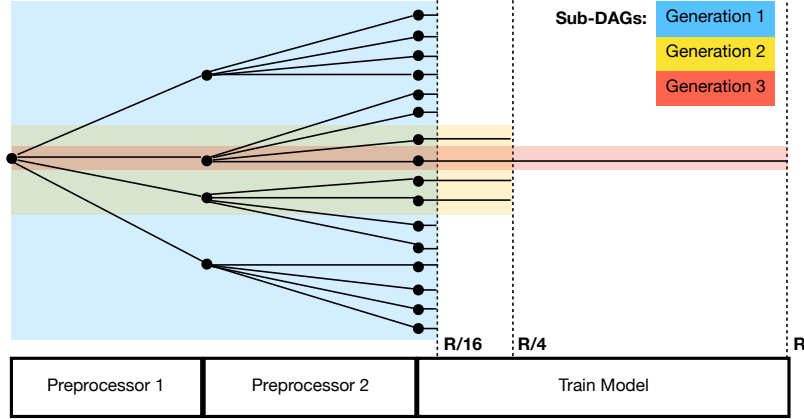 Sub-DAGs: Generation 1
Generation 2
Generation 3
R/16 R/4 R
Preprocessor 1 Preprocessor 2 Train Model